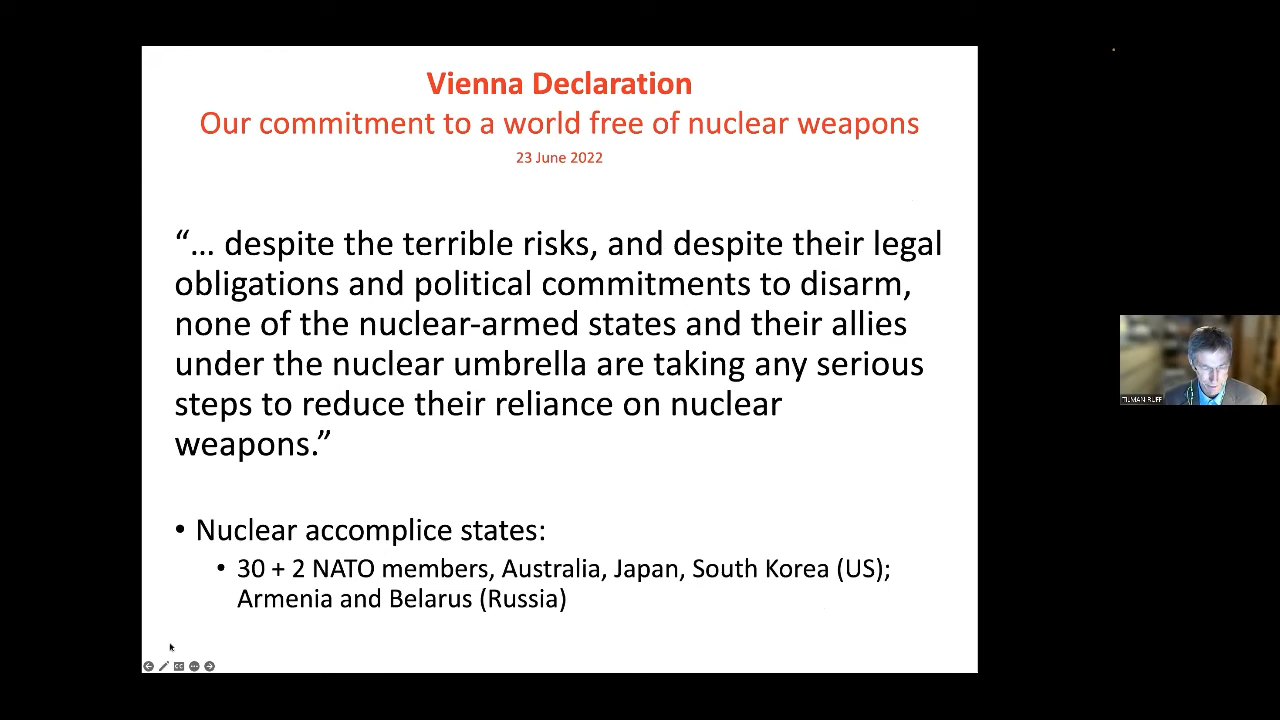 Vienna Declaration
Our commitment to a world free of nuclear weapons
23 June 2022
“… despite the terrible risks, and despite their legal
obligations and political commitments to disarm,
none of the nuclear-armed states and their allies
under the nuclear umbrella are taking any serious
steps to reduce their reliance on nuclear
weapons.”
• Nuclear accomplice states:
• 30 + 2 NATO members, Australia, Japan, South Korea (US);
Armenia and Belarus (Russia)
TILMAN RUFF